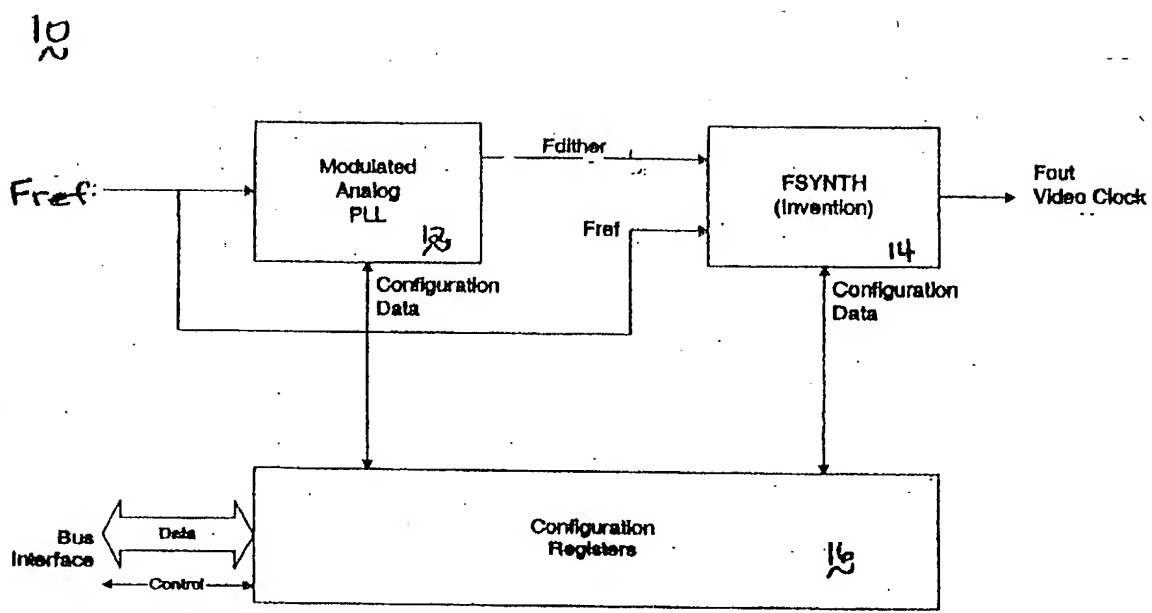 10
Fref:
Modulated
Analog
PLL
12
Fdither
Fref
FSYNTH
(Invention)
14
Fout
Video Clock
Configuration
Data
Configuration
Data
Bus
Interface
Data
Control
Configuration
Registers
16